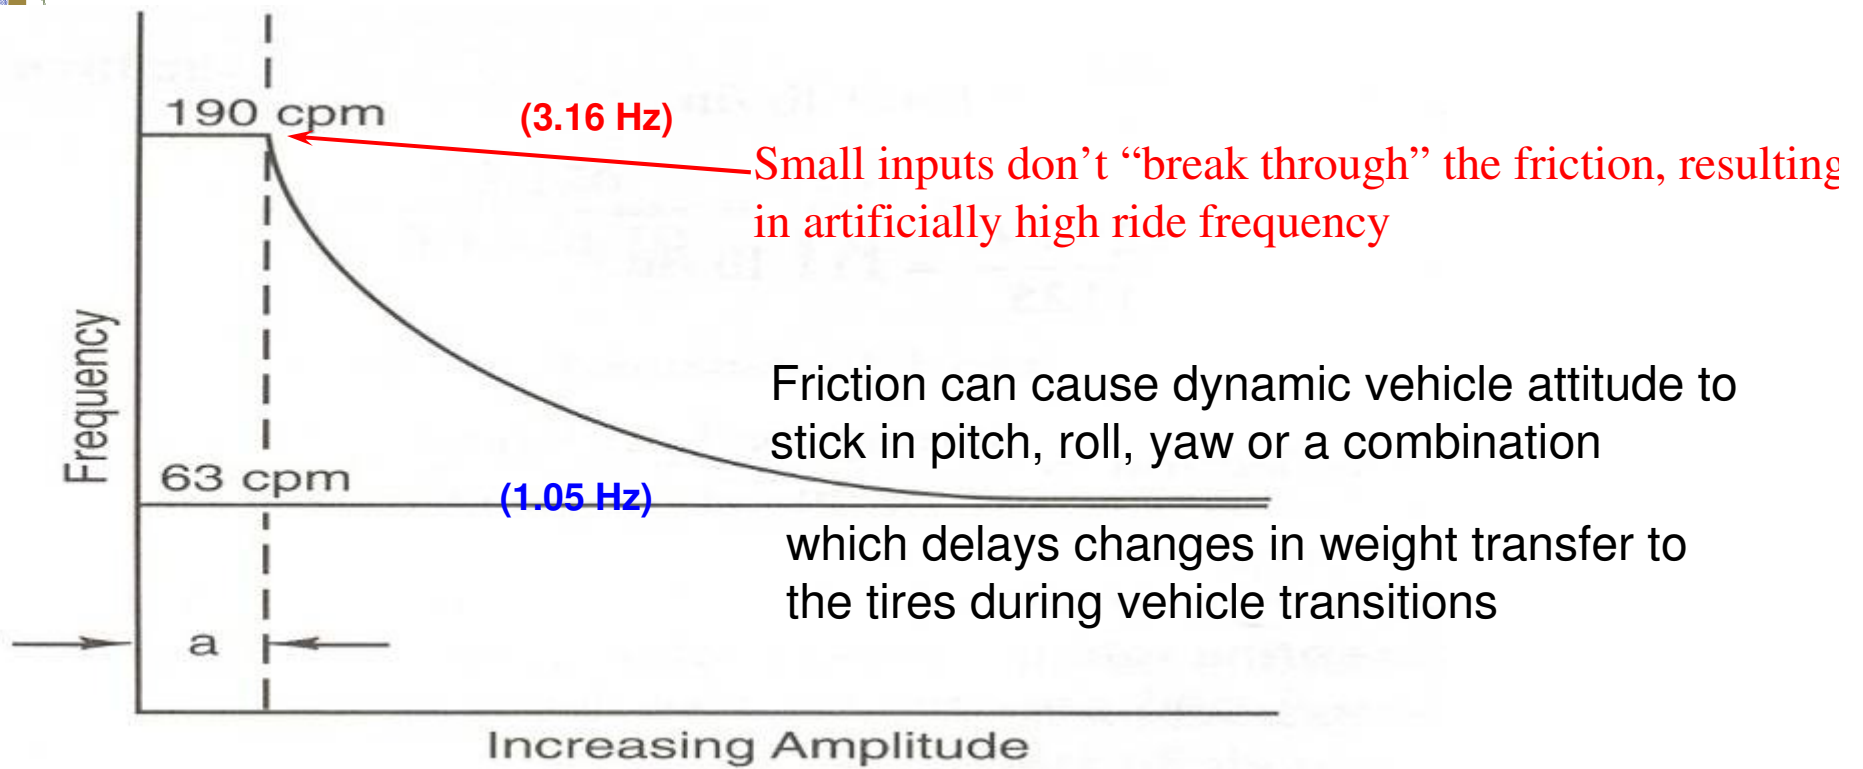 190 cpm
(3.16 Hz)
Small inputs don’t “break through” the friction, resulting
in artificially high ride frequency
Frequency
Friction can cause dynamic vehicle attitude to
stick in pitch, roll, yaw or a combination
63 cpm
(1.05 Hz)
which delays changes in weight transfer to
the tires during vehicle transitions
a
Increasing Amplitude